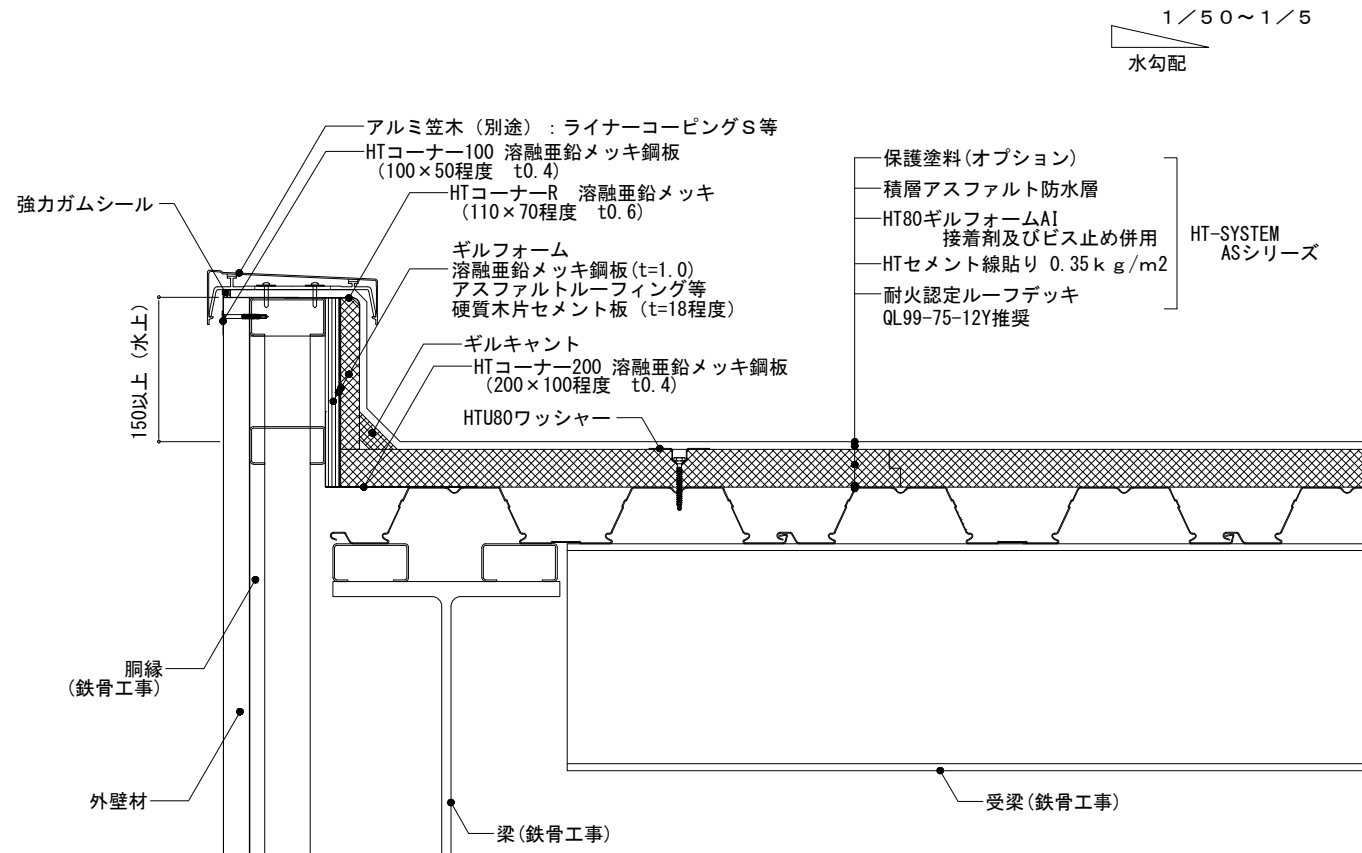 1／５０～１／５
水勾配
アルミ笠木（別途）：ライナーコーピングＳ等
HTコーナー100 溶融亜鉛メッキ鋼板
(100×50程度　t0.4)
HTコーナーR　溶融亜鉛メッキ
(110×70程度　t0.6)
強力ガムシール
ギルフォーム
溶融亜鉛メッキ鋼板(t=1.0)
アスファルトルーフィング等
硬質木片セメント板（t=18程度）
ギルキャント
HTコーナー200 溶融亜鉛メッキ鋼板
(200×100程度　t0.4)
HTU80ワッシャー
150以上（水上）
保護塗料(オプション)
積層アスファルト防水層
HT80ギルフォームAI
接着剤及びビス止め併用
HTセメント線貼り 0.35ｋｇ/m2
耐火認定ルーフデッキ
QL99-75-12Y推奨
HT-SYSTEM
ASシリーズ
胴縁
(鉄骨工事)
外壁材
梁(鉄骨工事)
受梁(鉄骨工事)